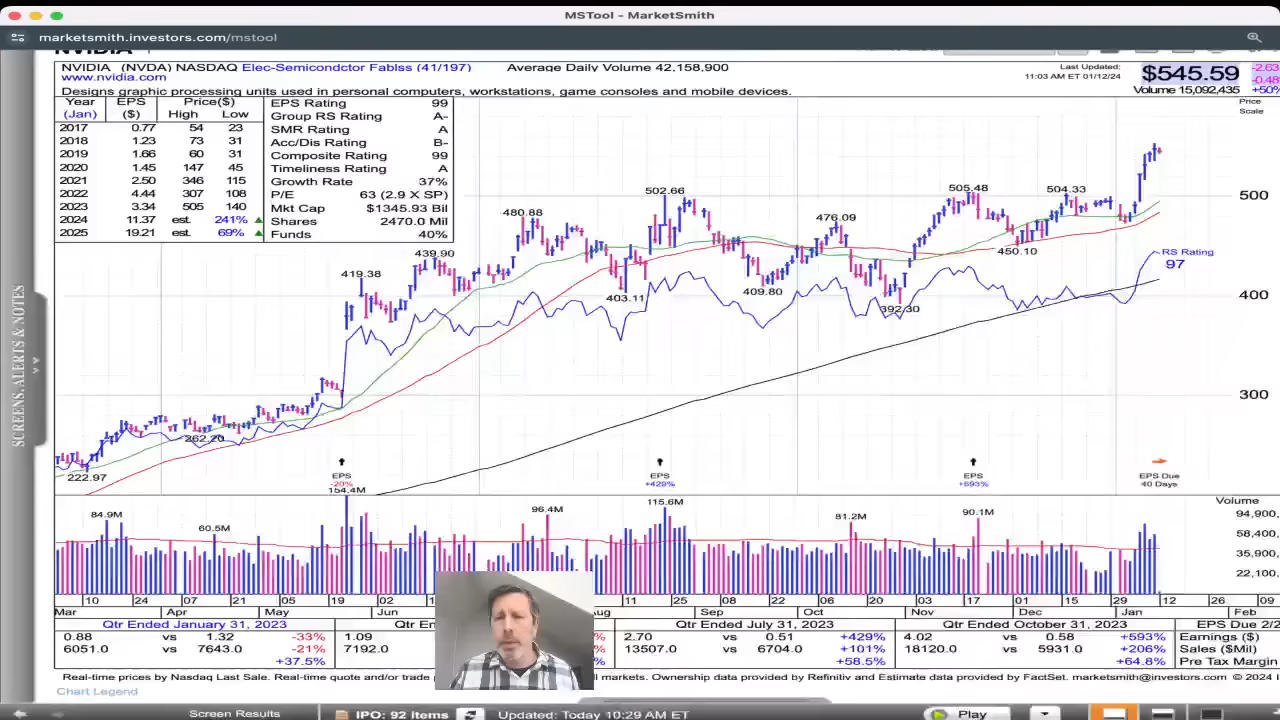 MSTool - MarketSmith
marketsmith.investors.com/mstool
NVIDIA
NVIDIA (NVDA) NASDAQ Elec-Semicondctor Fablss (41/197) Average Daily Volume 42,158,900
Last Updated: 11:03 AM ET 01/12/24
$545.59
-2.63
-0.48
www.nvidia.com
Volume 15,092,435 +50%
Designs graphic processing units used in personal computers, workstations, game consoles and mobile devices.
Price
Scale
Year EPS Price($)
(Jan) ($) High Low
2017 0.77 54 23
2018 1.23 73 31
2019 1.66 60 31
2020 1.45 147 45
2021 2.50 346 115
2022 4.44 307 108
2023 3.34 505 140
2024 11.37 est. 241%
2025 19.21 est. 69%
EPS Rating 99
Group RS Rating A-
SMR Rating A
Acc/Dis Rating B-
Composite Rating 99
Timeliness Rating A
Growth Rate 37%
P/E 63 (2.9 X SP)
Mkt Cap $1345.93 Bil
Shares 2470.0 Mil
Funds 40%
502.66
505.48
504.33
500
480.88
476.09
439.90
450.10
419.38
RS Rating
97
403.11
409.80
392.30
400
300
262.20
222.97
EPS EPS EPS EPS Due
-20% +429% +593% 40 Days
154.4M
Volume
84.9M 60.5M 96.4M 115.6M 81.2M 90.1M
94,900,
58,400,
35,900,
22,100,
10 24 07 21 05 19 02 11 25 08 22 06 20 03 17 01 15 29 12 26 09
Mar Apr May Jun Aug Sep Oct Nov Dec Jan Feb
Qtr Ended January 31, 2023 Qtr Ended July 31, 2023 Qtr Ended October 31, 2023 EPS Due 2/2
0.88 vs 1.32 -33% 1.09 2.70 vs 0.51 +429% 4.02 vs 0.58 +593% Earnings ($)
6051.0 vs 7643.0 -21% 7192.0 13507.0 vs 6704.0 +101% 18120.0 vs 5931.0 +206% Sales ($Mil)
+37.5% +58.5% +64.8% Pre Tax Margin
Real-time prices by Nasdaq Last Sale. Real-time quote and/or trade all markets. Ownership data provided by Refinitiv and Estimate data provided by FactSet. marketsmith@investors.com © 2024
Chart Legend
SCREENS, ALERTS & NOTES
Screen Results IPO: 92 items Updated: Today 10:29 AM ET Play